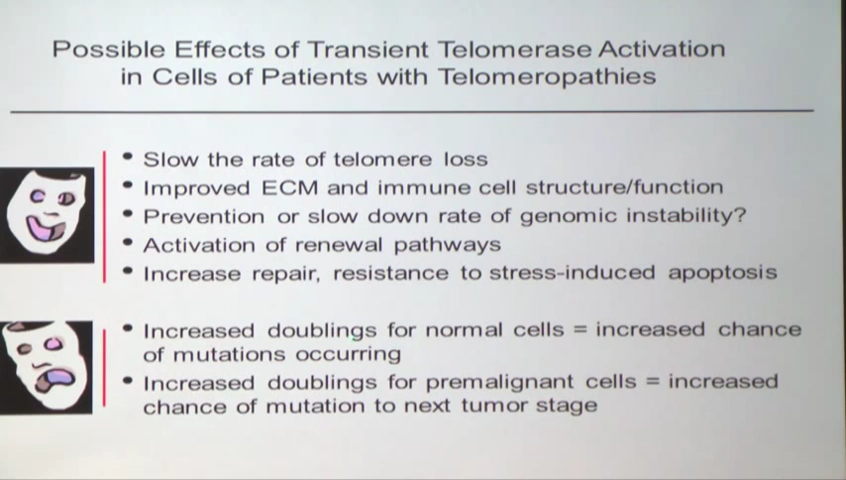 Possible Effects of Transient Telomerase Activation
in Cells of Patients with Telomeropathies
• Slow the rate of telomere loss
• Improved ECM and immune cell structure/function
• Prevention or slow down rate of genomic instability?
• Activation of renewal pathways
• Increase repair, resistance to stress-induced apoptosis
• Increased doublings for normal cells = increased chance
of mutations occurring
• Increased doublings for premalignant cells = increased
chance of mutation to next tumor stage